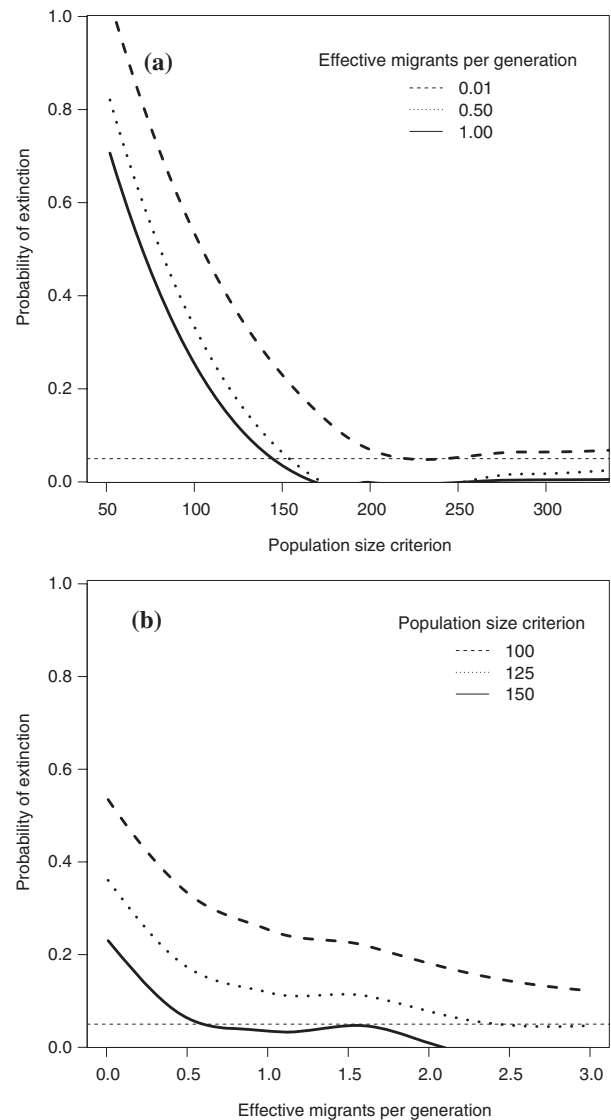 (a)
Effective migrants per generation
0.01
0.50
1.00
Probability of extinction
1.0
0.8
0.6
0.4
0.2
0.0
50 100 150 200 250 300
Population size criterion
(b)
Population size criterion
100
125
150
Probability of extinction
1.0
0.8
0.6
0.4
0.2
0.0
0.0 0.5 1.0 1.5 2.0 2.5 3.0
Effective migrants per generation